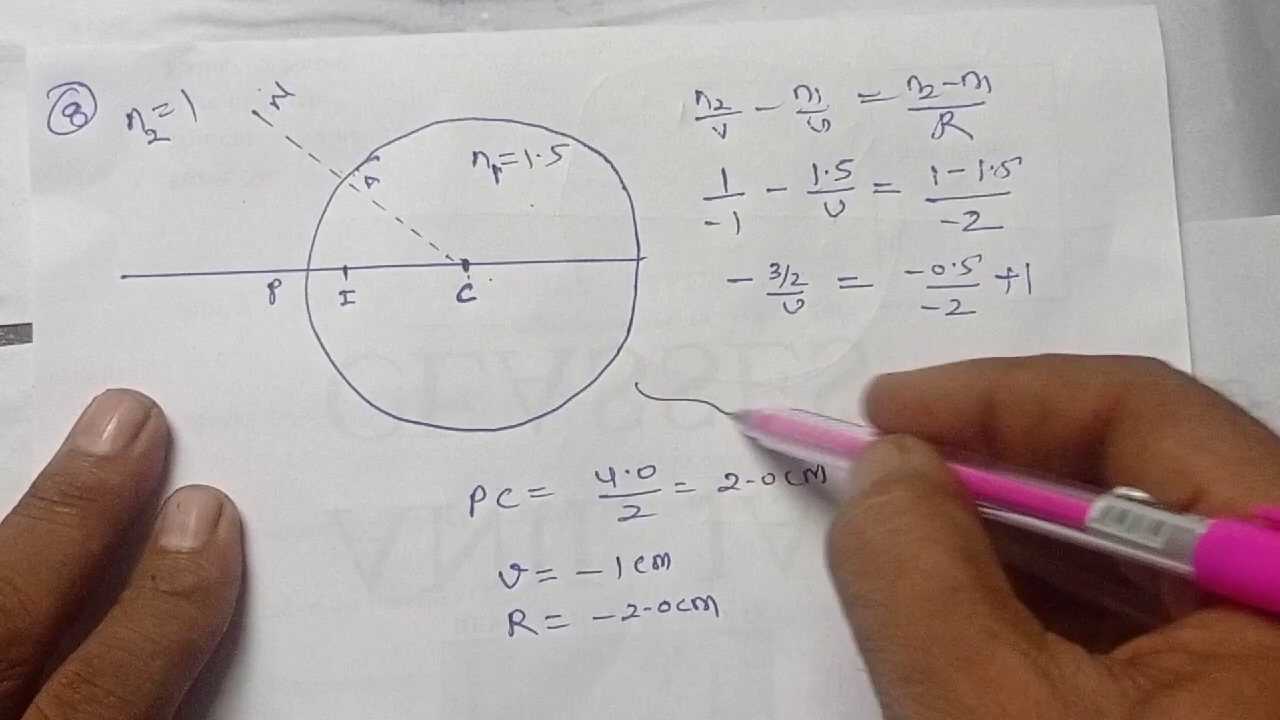 8
n₂ = 1
N
A
n₁ = 1.5
P I C
n₂/v - n₁/u = n₂-n₁/R
1/-1 - 1.5/u = 1-1.5/-2
- 3/2/u = -0.5/-2 + 1
PC = 4.0/2 = 2.0 cm
v = -1 cm
R = -2.0 cm